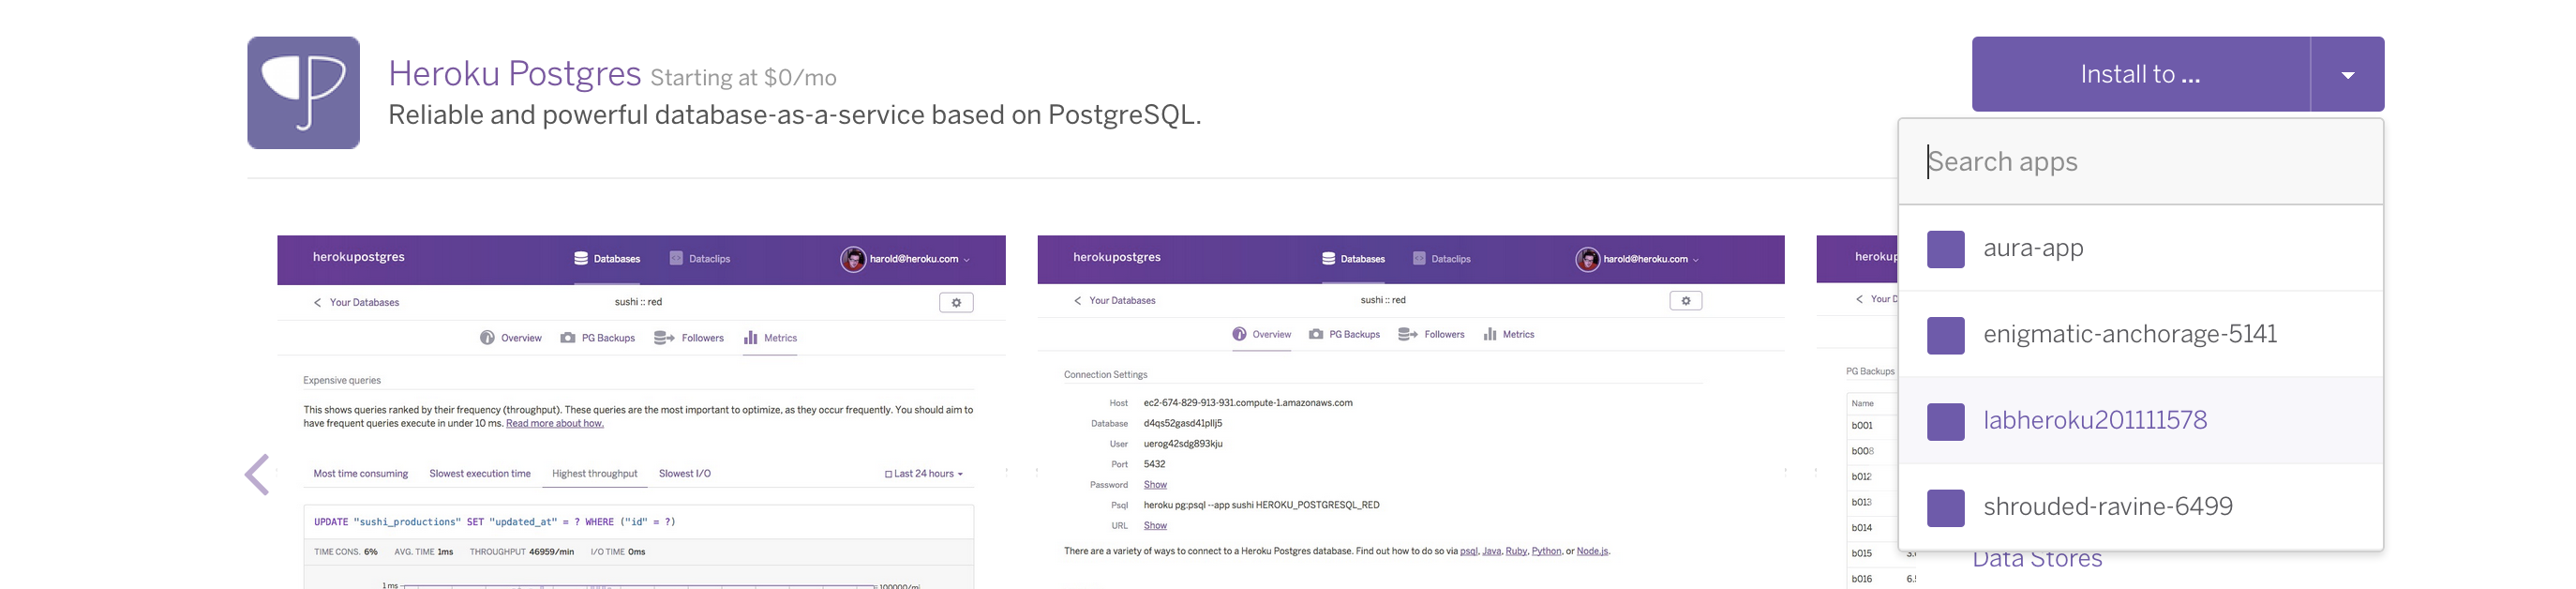 Heroku Postgres Starting at $0/mo
Reliable and powerful database-as-a-service based on PostgreSQL.
Install to ...
Search apps
aura-app
enigmatic-anchorage-5141
labheroku201111578
shrouded-ravine-6499
Data Stores
herokupostgres Databases Dataclips harold@heroku.com
Your Databases sushi :: red
Overview PG Backups Followers Metrics
Expensive queries
This shows queries ranked by their frequency (throughput). These queries are the most important to optimize, as they occur frequently. You should aim to
have frequent queries execute in under 10 ms. Read more about how.
Most time consuming Slowest execution time Highest throughput Slowest I/O Last 24 hours
UPDATE "sushi_productions" SET "updated_at" = ? WHERE ("id" = ?)
TIME CONS. 6% AVG. TIME 1ms THROUGHPUT 46959/min I/O TIME 0ms
1 ms 100000/mi
herokupostgres Databases Dataclips harold@heroku.com
Your Databases sushi :: red
Overview PG Backups Followers Metrics
Connection Settings
Host ec2-674-829-913-931.compute-1.amazonaws.com
Database d4qs52gasd41pllj5
User uerog42sdg893kju
Port 5432
Password Show
Psql heroku pg:psql --app sushi HEROKU_POSTGRESQL_RED
URL Show
There are a variety of ways to connect to a Heroku Postgres database. Find out how to do so via psql, Java, Ruby, Python, or Node.js.
herokup
Your D
PG Backups
Name
b001
b008
b012
b013
b014
b015
b016